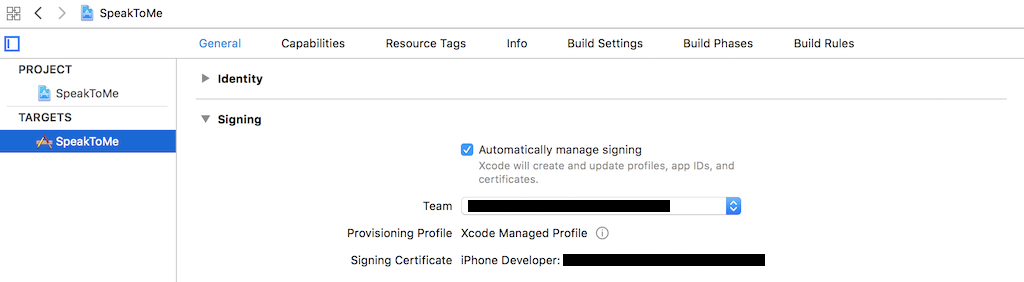 SpeakToMe
General Capabilities Resource Tags Info Build Settings Build Phases Build Rules
PROJECT
SpeakToMe
TARGETS
SpeakToMe
Identity
Signing
Automatically manage signing
Xcode will create and update profiles, app IDs, and
certificates.
Team
Provisioning Profile Xcode Managed Profile
Signing Certificate iPhone Developer: